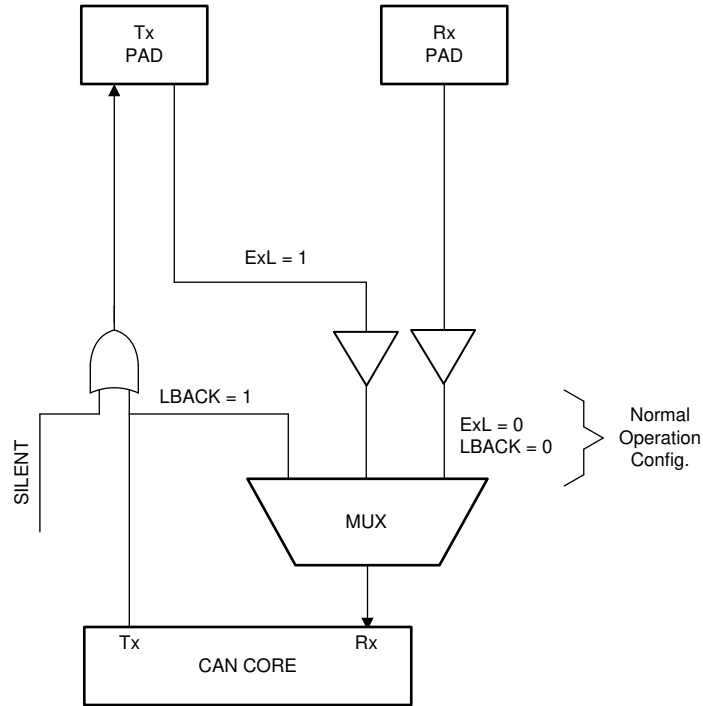 Tx
PAD
Rx
PAD
ExL = 1
LBACK = 1
ExL = 0
LBACK = 0
Normal
Operation
Config.
SILENT
MUX
Tx
Rx
CAN CORE